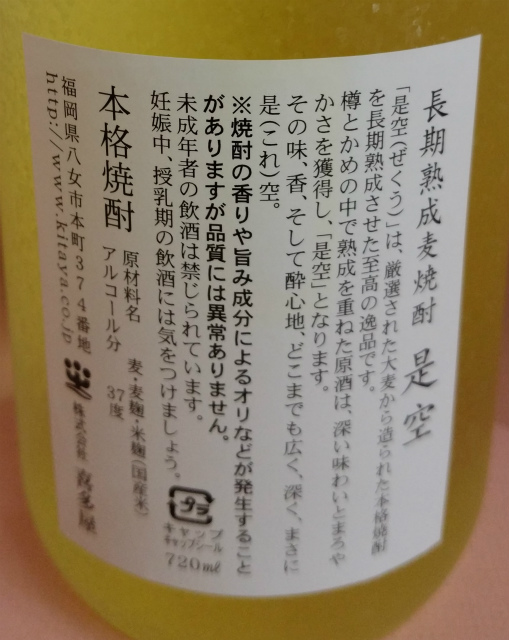 長期熟成麦焼酎 是空
「是空(ぜくう)」は、厳選された大麦から造られた本格焼酎
を長期熟成させた至高の逸品です。
樽とかめの中で熟成を重ねた原酒は、深い味わいとまろや
かさを獲得し、「是空」となります。
その味、香、そして酔心地、どこまでも広く、深く、まさに
是(これ)空。
※焼酎の香りや旨み成分によるオリなどが発生すること
がありますが品質には異常ありません。
未成年者の飲酒は禁じられています。
妊娠中、授乳期の飲酒には気をつけましょう。
本格焼酎
原材料名 麦・麦麹・米麹(国産米)
アルコール分 37度
福岡県八女市本町374番地
株式会社 喜多屋
http://www.kitaya.co.jp
プラ
キャップ
キャップシール
720ml